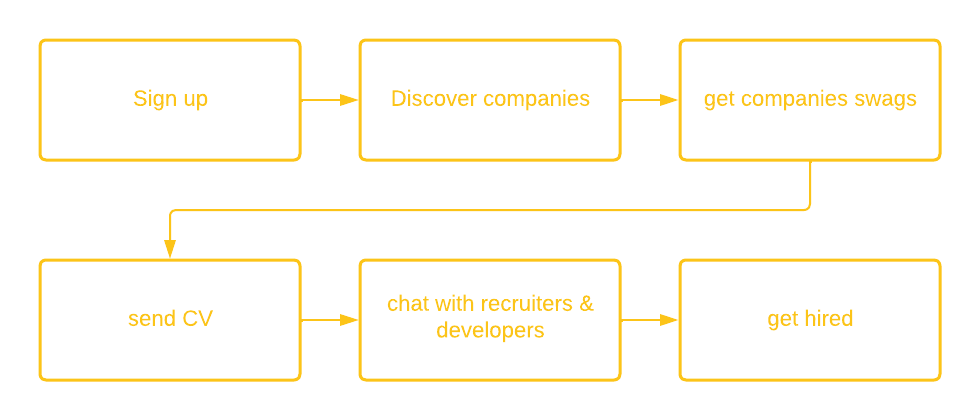 Sign up
Discover companies
get companies swags
send CV
chat with recruiters &
developers
get hired